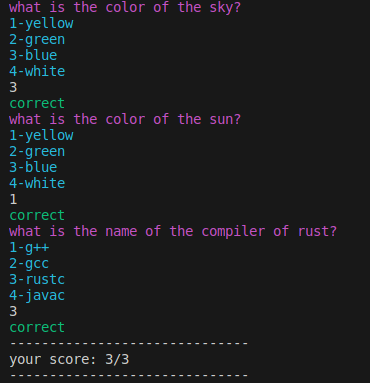 what is the color of the sky?
1-yellow
2-green
3-blue
4-white
3
correct
what is the color of the sun?
1-yellow
2-green
3-blue
4-white
1
correct
what is the name of the compiler of rust?
1-g++
2-gcc
3-rustc
4-javac
3
correct
------------------------------
your score: 3/3
------------------------------